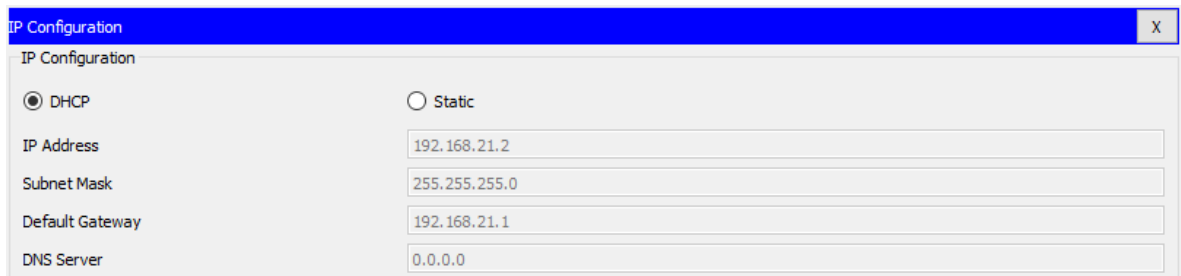 IP Configuration X
IP Configuration
DHCP Static
IP Address 192.168.21.2
Subnet Mask 255.255.255.0
Default Gateway 192.168.21.1
DNS Server 0.0.0.0